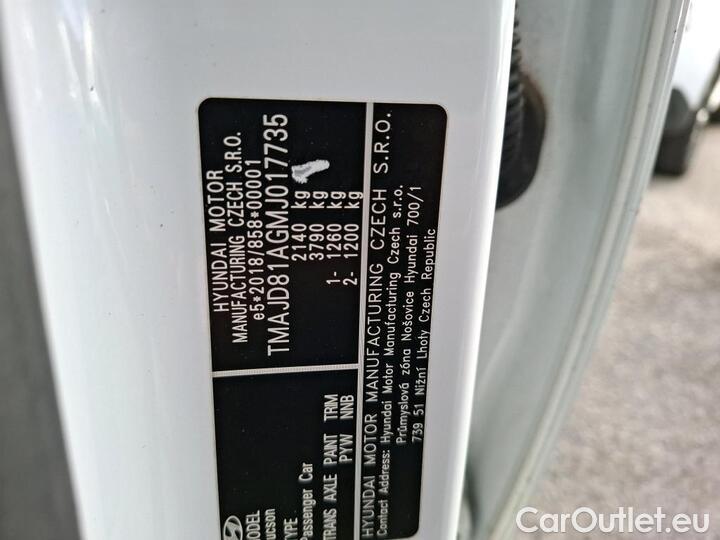 HYUNDAI MOTOR
MANUFACTURING CZECH S.R.O.
e5*2018/858*00001
TMAJD81AGMJ017735
2140 kg
3790 kg
1- 1260 kg
2- 1200 kg
MODEL
Tucson
TYPE
Passenger Car
TRANS AXLE PAINT TRIM
PYW NNB
HYUNDAI MOTOR MANUFACTURING CZECH S.R.O.
Contact Address: Hyundai Motor Manufacturing Czech s.r.o.
Průmyslová zóna Nošovice Hyundai 700/1
739 51 Nižní Lhoty Czech Republic
CarOutlet.eu